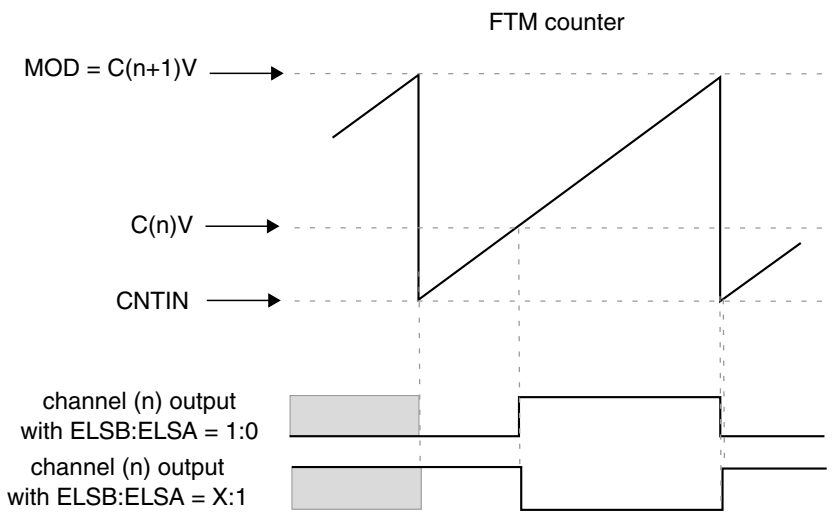 FTM counter
MOD = C(n+1)V
C(n)V
CNTIN
channel (n) output
with ELSB:ELSA = 1:0
channel (n) output
with ELSB:ELSA = X:1